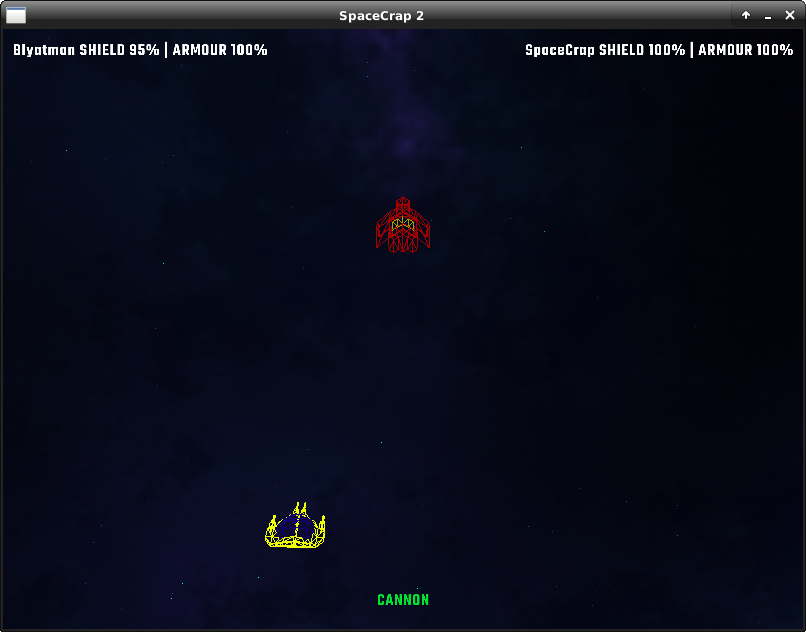 SpaceCrap 2
Blyatman SHIELD 95% | ARMOUR 100%
SpaceCrap SHIELD 100% | ARMOUR 100%
CANNON